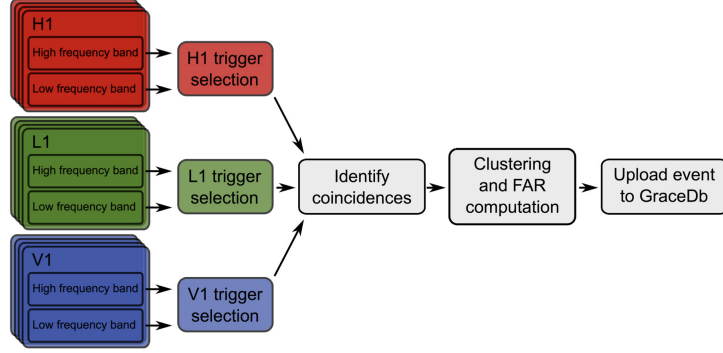 H1
High frequency band
Low frequency band
H1 trigger
selection
L1
High frequency band
Low frequency band
L1 trigger
selection
V1
High frequency band
Low frequency band
V1 trigger
selection
Identify
coincidences
Clustering
and FAR
computation
Upload event
to GraceDb